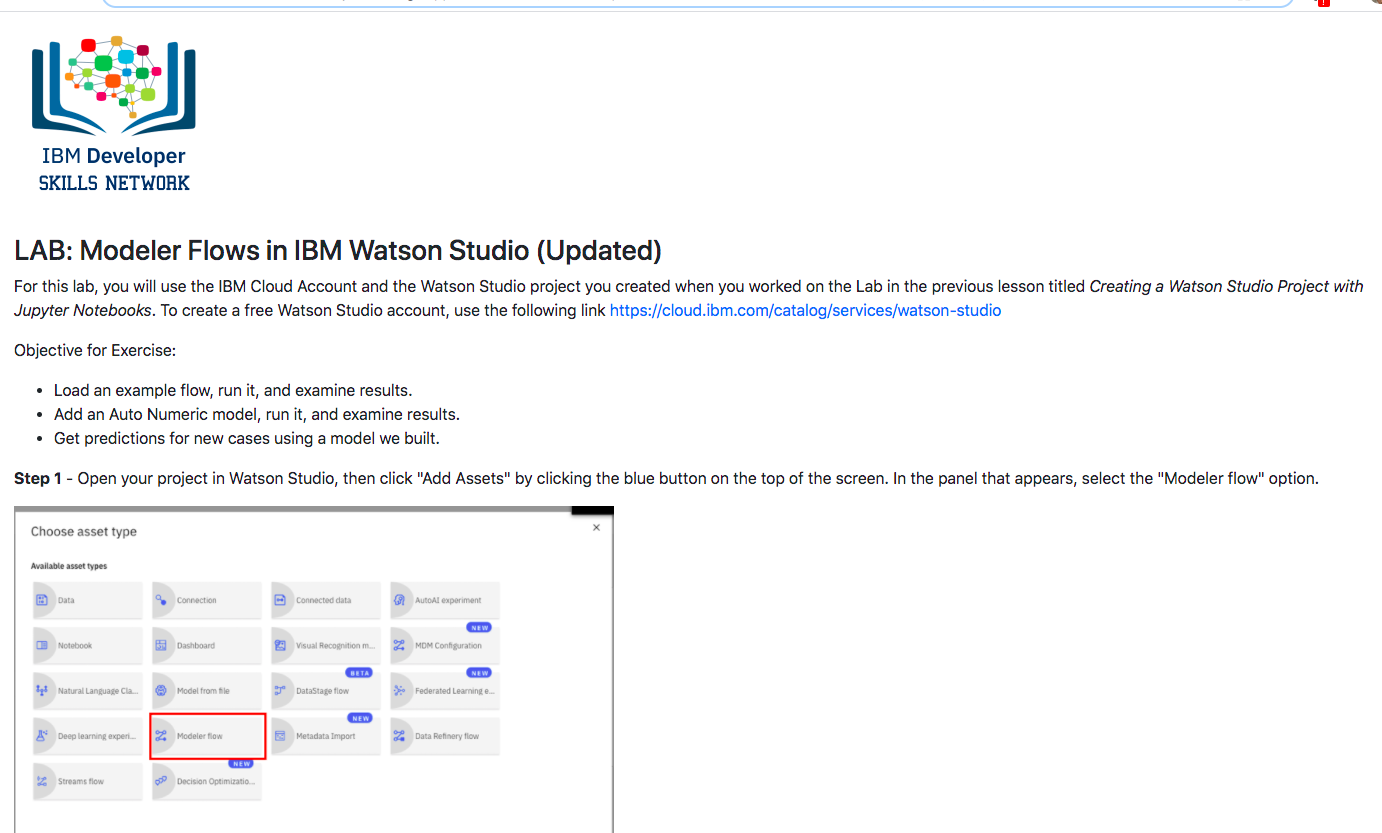 IBM Developer
SKILLS NETWORK
LAB: Modeler Flows in IBM Watson Studio (Updated)
For this lab, you will use the IBM Cloud Account and the Watson Studio project you created when you worked on the Lab in the previous lesson titled Creating a Watson Studio Project with
Jupyter Notebooks. To create a free Watson Studio account, use the following link https://cloud.ibm.com/catalog/services/watson-studio
Objective for Exercise:
• Load an example flow, run it, and examine results.
• Add an Auto Numeric model, run it, and examine results.
• Get predictions for new cases using a model we built.
Step 1 - Open your project in Watson Studio, then click "Add Assets" by clicking the blue button on the top of the screen. In the panel that appears, select the "Modeler flow" option.
Choose asset type
Available asset types
Data Connection Connected data AutoAI experiment
NEW
Notebook Dashboard Visual Recognition m... MDM Configuration
BETA NEW
Natural Language Cla... Model from file DataStage flow Federated Learning e...
NEW
Deep learning experi... Modeler flow Metadata Import Data Refinery flow
NEW
Streams flow Decision Optimizatio...